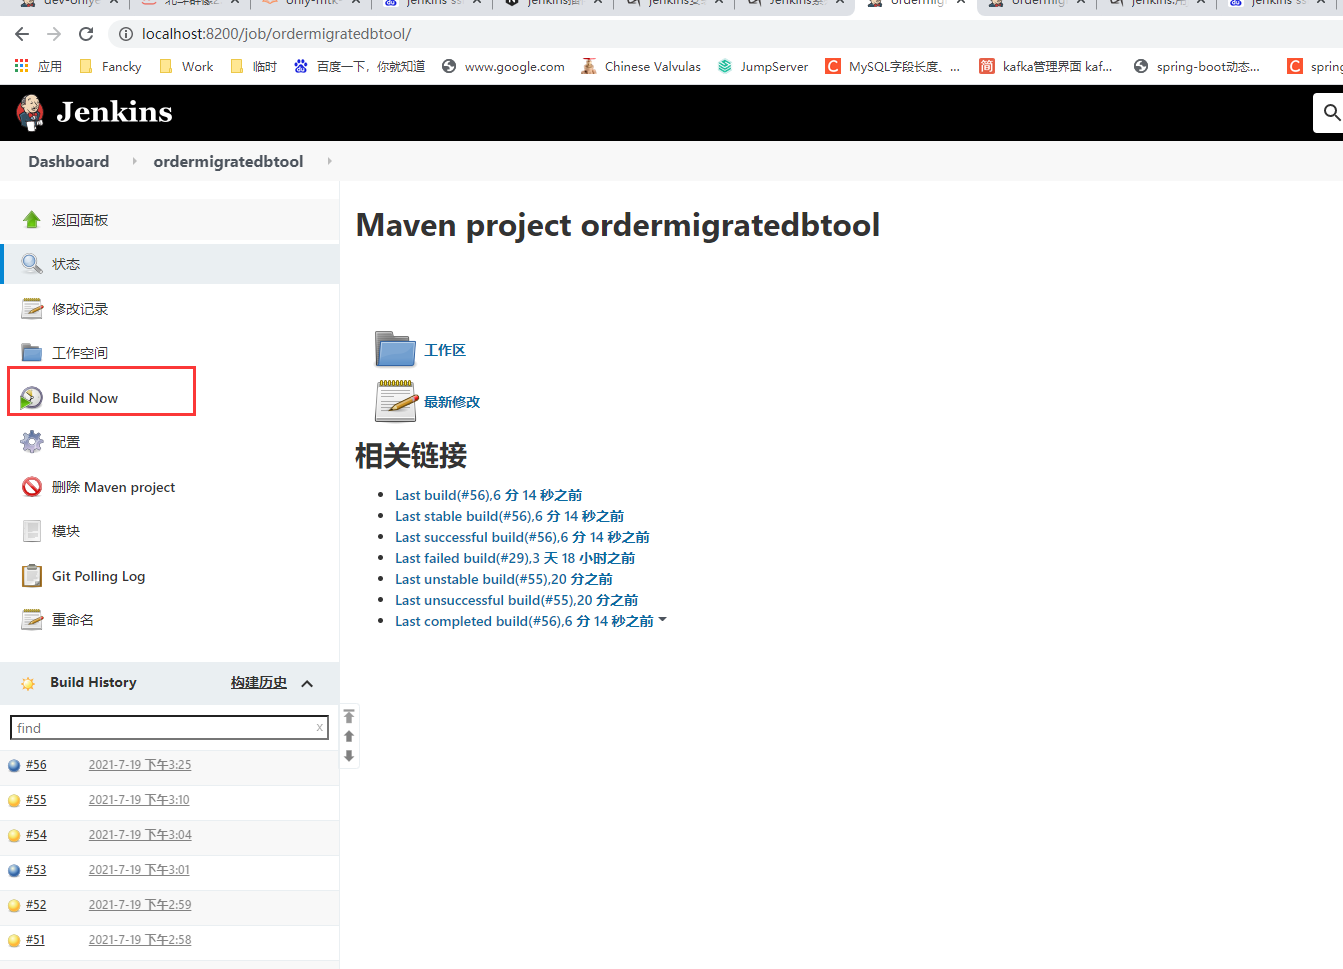 localhost:8200/job/ordermigratedbtool/
应用 Fancky Work 临时 百度一下，你就知道 www.google.com Chinese Valvulas JumpServer MySQL字段长度、... kafka管理界面 kaf... spring-boot动态... spring
Jenkins
Dashboard ordermigratedbtool
返回面板
Maven project ordermigratedbtool
状态
修改记录
工作空间
工作区
Build Now
最新修改
配置
相关链接
删除 Maven project
Last build(#56),6 分 14 秒之前
Last stable build(#56),6 分 14 秒之前
模块
Last successful build(#56),6 分 14 秒之前
Last failed build(#29),3 天 18 小时之前
Git Polling Log
Last unstable build(#55),20 分之前
Last unsuccessful build(#55),20 分之前
重命名
Last completed build(#56),6 分 14 秒之前
Build History 构建历史
find x
#56 2021-7-19 下午3:25
#55 2021-7-19 下午3:10
#54 2021-7-19 下午3:04
#53 2021-7-19 下午3:01
#52 2021-7-19 下午2:59
#51 2021-7-19 下午2:58